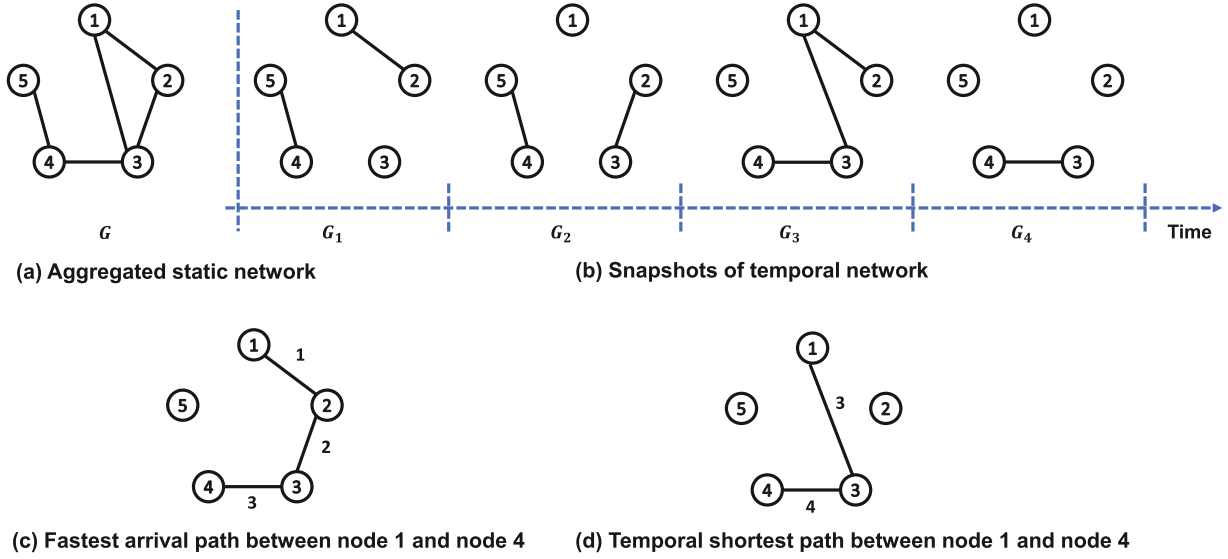 1 1 1 1 1
5 2 5 2 5 2 5 2 5 2
4 3 4 3 4 3 4 3 4 3
G G₁ G₂ G₃ G₄ Time
(a) Aggregated static network (b) Snapshots of temporal network
1 1 1
5 2 5 3 2
2
4 3 3 4 4 3
(c) Fastest arrival path between node 1 and node 4 (d) Temporal shortest path between node 1 and node 4